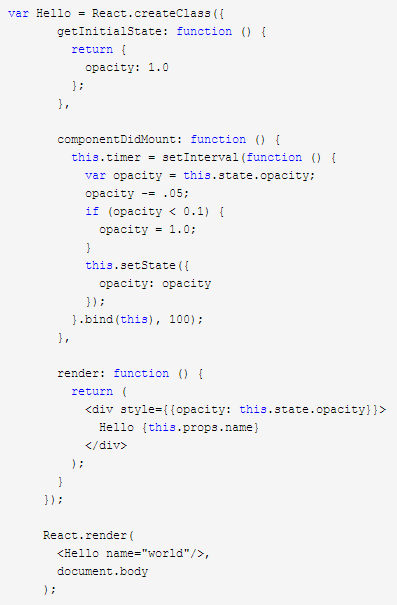 var Hello = React.createClass({
getInitialState: function () {
return {
opacity: 1.0
};
},
componentDidMount: function () {
this.timer = setInterval(function () {
var opacity = this.state.opacity;
opacity -= .05;
if (opacity < 0.1) {
opacity = 1.0;
}
this.setState({
opacity: opacity
});
}.bind(this), 100);
},
render: function () {
return (
<div style={{opacity: this.state.opacity}}>
Hello {this.props.name}
</div>
);
}
});
React.render(
<Hello name="world"/>,
document.body
);